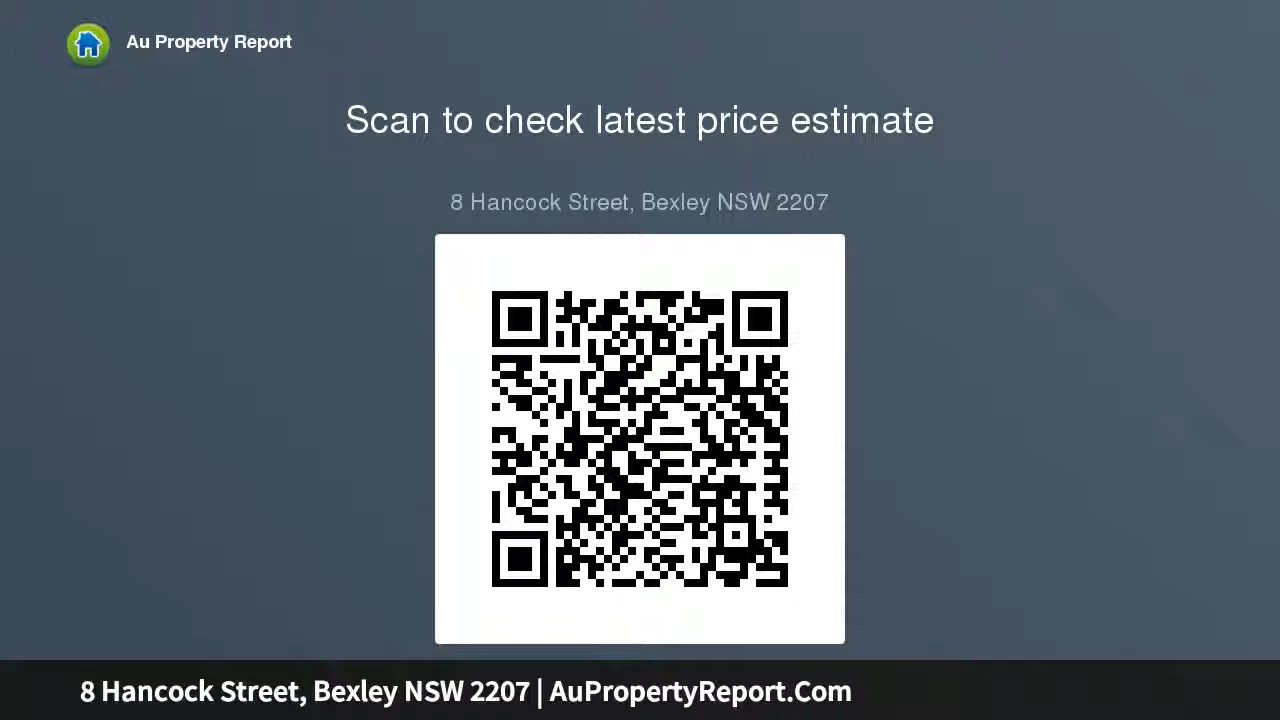 Au Property Report
Scan to check latest price estimate
8 Hancock Street, Bexley NSW 2207
8 Hancock Street, Bexley NSW 2207 | AuPropertyReport.Com